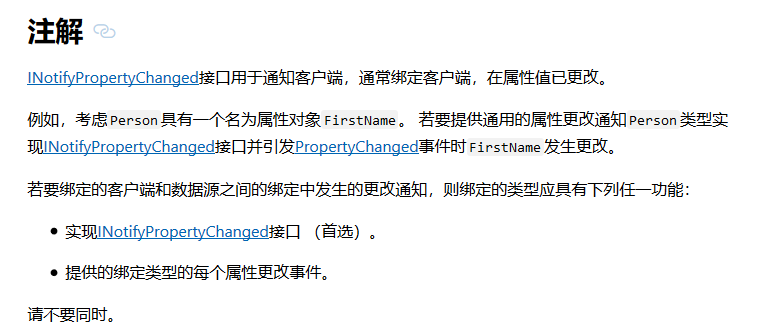 注解
INotifyPropertyChanged接口用于通知客户端，通常绑定客户端，在属性值已更改。
例如，考虑Person具有一个名为属性对象FirstName。 若要提供通用的属性更改通知Person类型实
现INotifyPropertyChanged接口并引发PropertyChanged事件时FirstName发生更改。
若要绑定的客户端和数据源之间的绑定中发生的更改通知，则绑定的类型应具有下列任一功能：
• 实现INotifyPropertyChanged接口 （首选）。
• 提供的绑定类型的每个属性更改事件。
请不要同时。